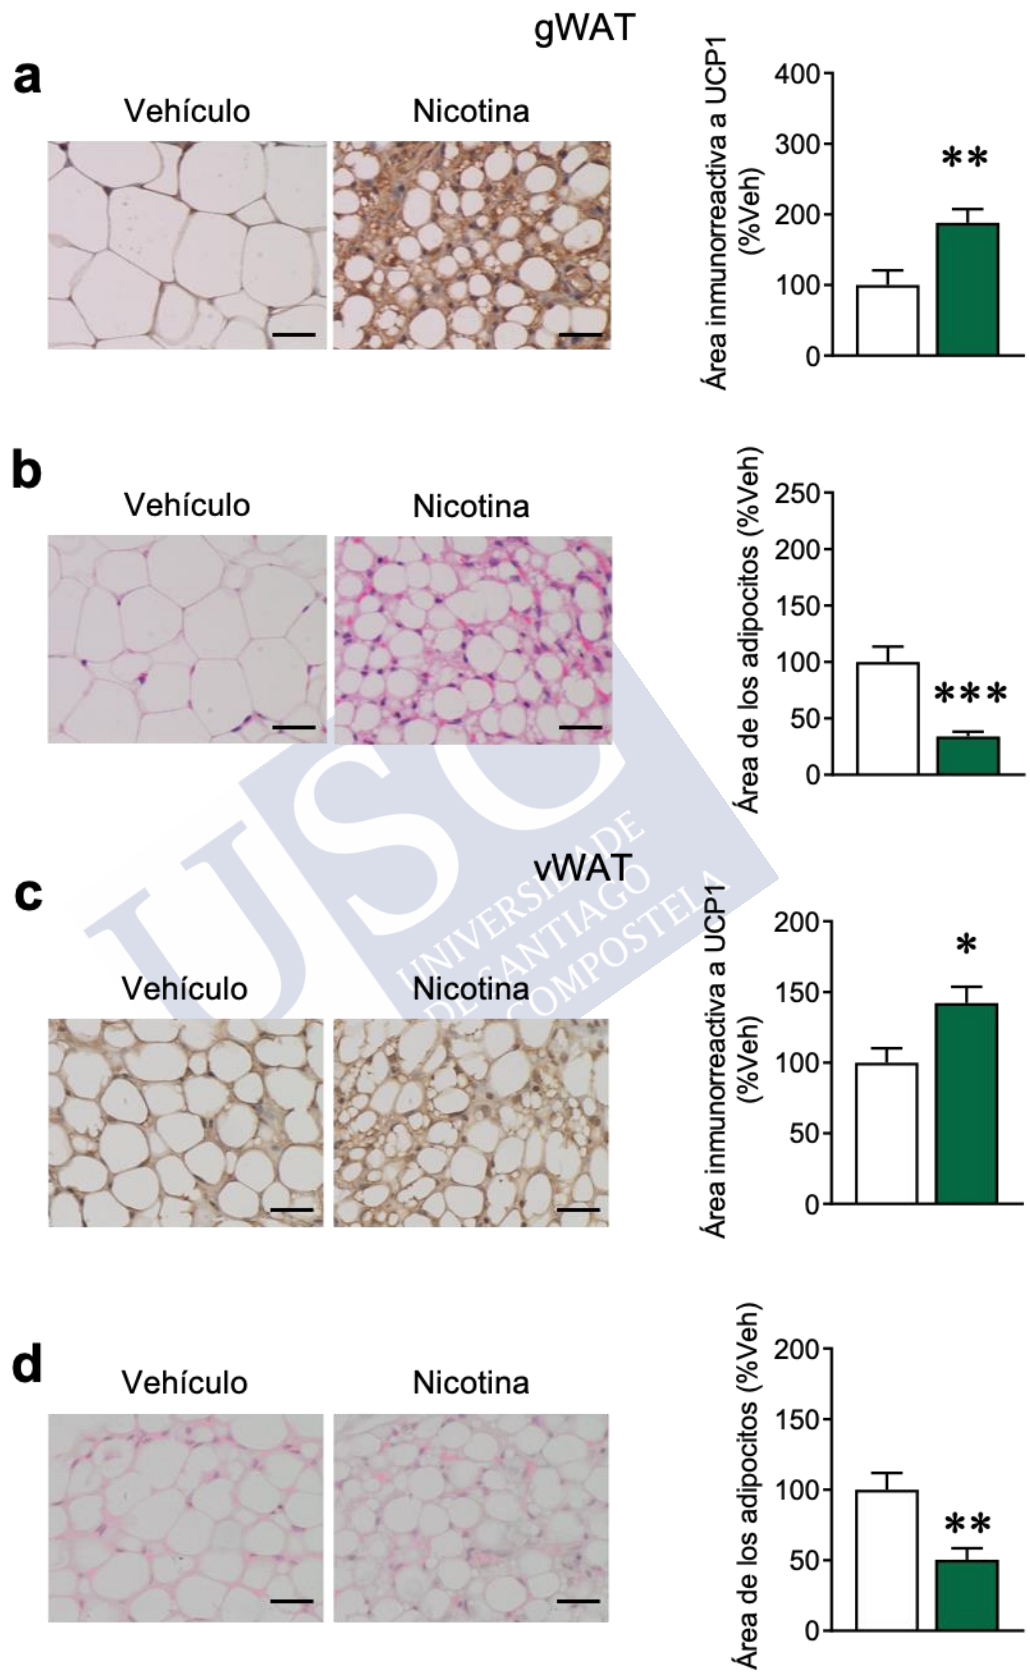 gWAT
a
Vehículo
Nicotina
Área inmunorreactiva a UCP1
(%Veh)
400
300
200
100
0
**
b
Vehículo
Nicotina
Área de los adipocitos (%Veh)
250
200
150
100
50
0
***
USC
UNIVERSIDADE
DE SANTIAGO
COMPOSTELA
vWAT
c
Vehículo
Nicotina
Área inmunorreactiva a UCP1
(%Veh)
200
150
100
50
0
*
d
Vehículo
Nicotina
Área de los adipocitos (%Veh)
200
150
100
50
0
**